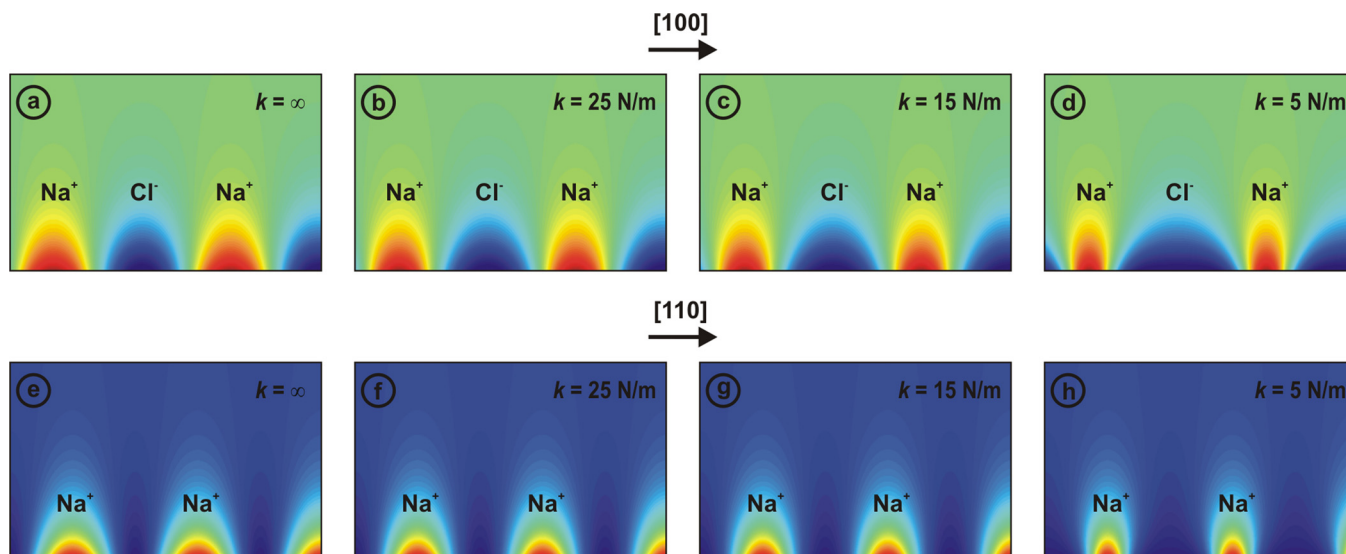 [100]
a k = ∞
b k = 25 N/m
c k = 15 N/m
d k = 5 N/m
Na⁺ Cl⁻ Na⁺
Na⁺ Cl⁻ Na⁺
Na⁺ Cl⁻ Na⁺
Na⁺ Cl⁻ Na⁺
[110]
e k = ∞
f k = 25 N/m
g k = 15 N/m
h k = 5 N/m
Na⁺ Na⁺
Na⁺ Na⁺
Na⁺ Na⁺
Na⁺ Na⁺